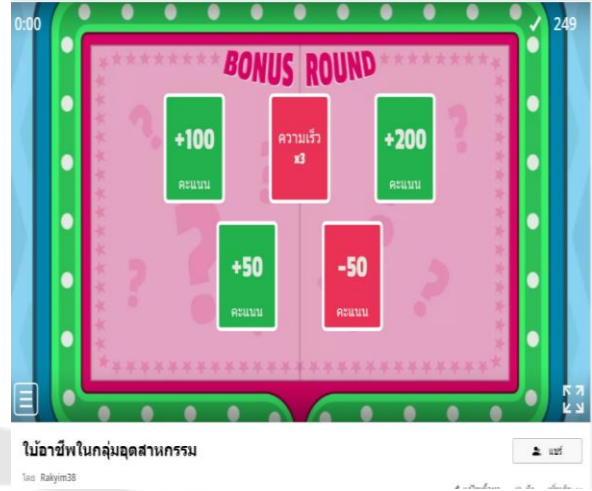 0:00
✓ 249
BONUS ROUND
+100
คะแนน
ความเร็ว
x3
+200
คะแนน
+50
คะแนน
-50
คะแนน
ใบ้อาชีพในกลุ่มอุตสาหกรรม
แชร์
โดย Rakyim38